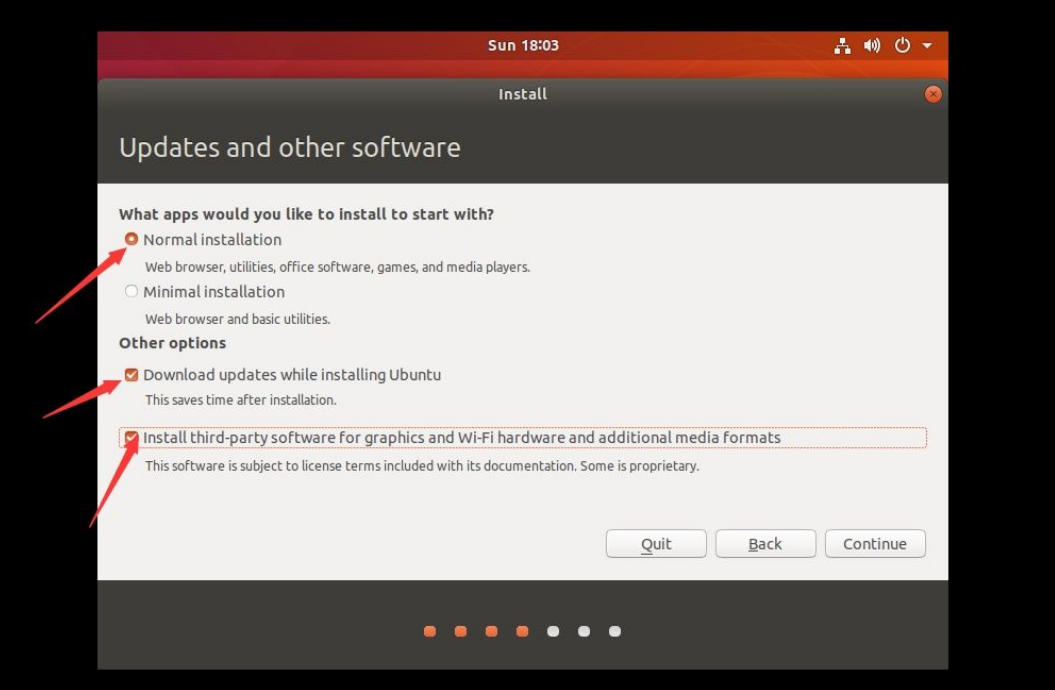 Sun 18:03
Install
Updates and other software
What apps would you like to install to start with?
Normal installation
Web browser, utilities, office software, games, and media players.
Minimal installation
Web browser and basic utilities.
Other options
Download updates while installing Ubuntu
This saves time after installation.
Install third-party software for graphics and Wi-Fi hardware and additional media formats
This software is subject to license terms included with its documentation. Some is proprietary.
Quit Back Continue